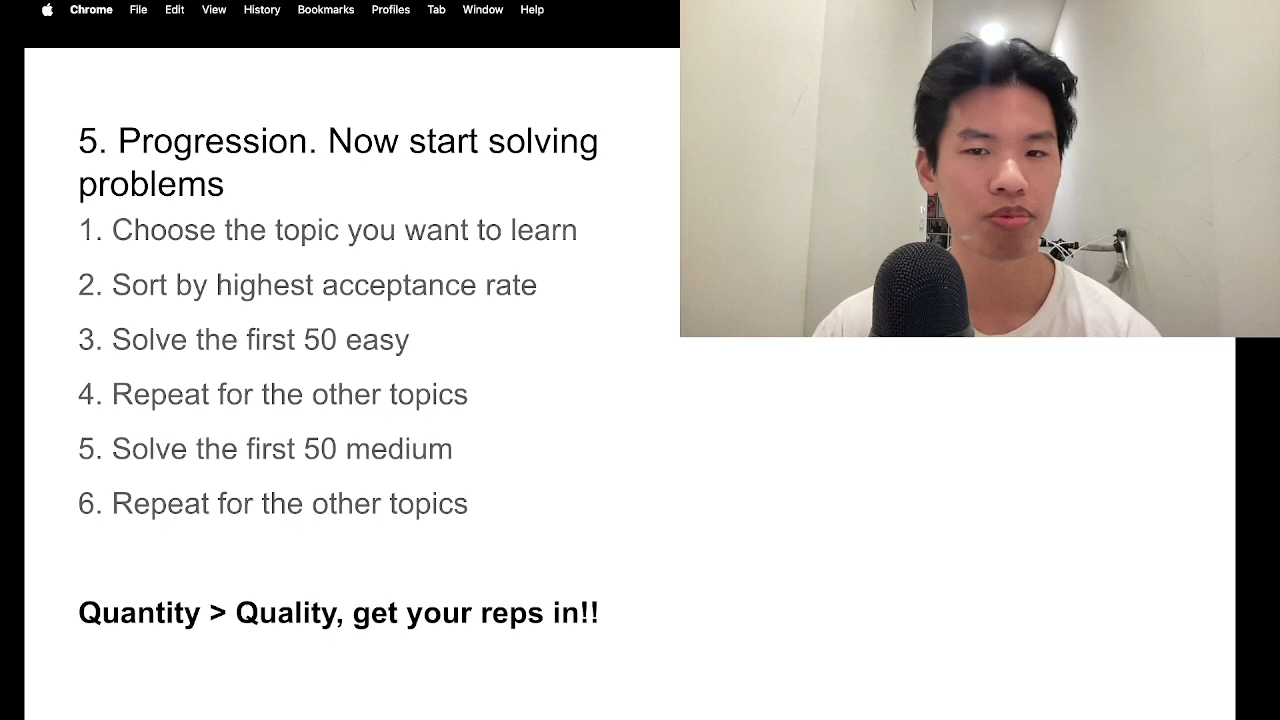 Chrome File Edit View History Bookmarks Profiles Tab Window Help
5. Progression. Now start solving
problems
1. Choose the topic you want to learn
2. Sort by highest acceptance rate
3. Solve the first 50 easy
4. Repeat for the other topics
5. Solve the first 50 medium
6. Repeat for the other topics
Quantity > Quality, get your reps in!!